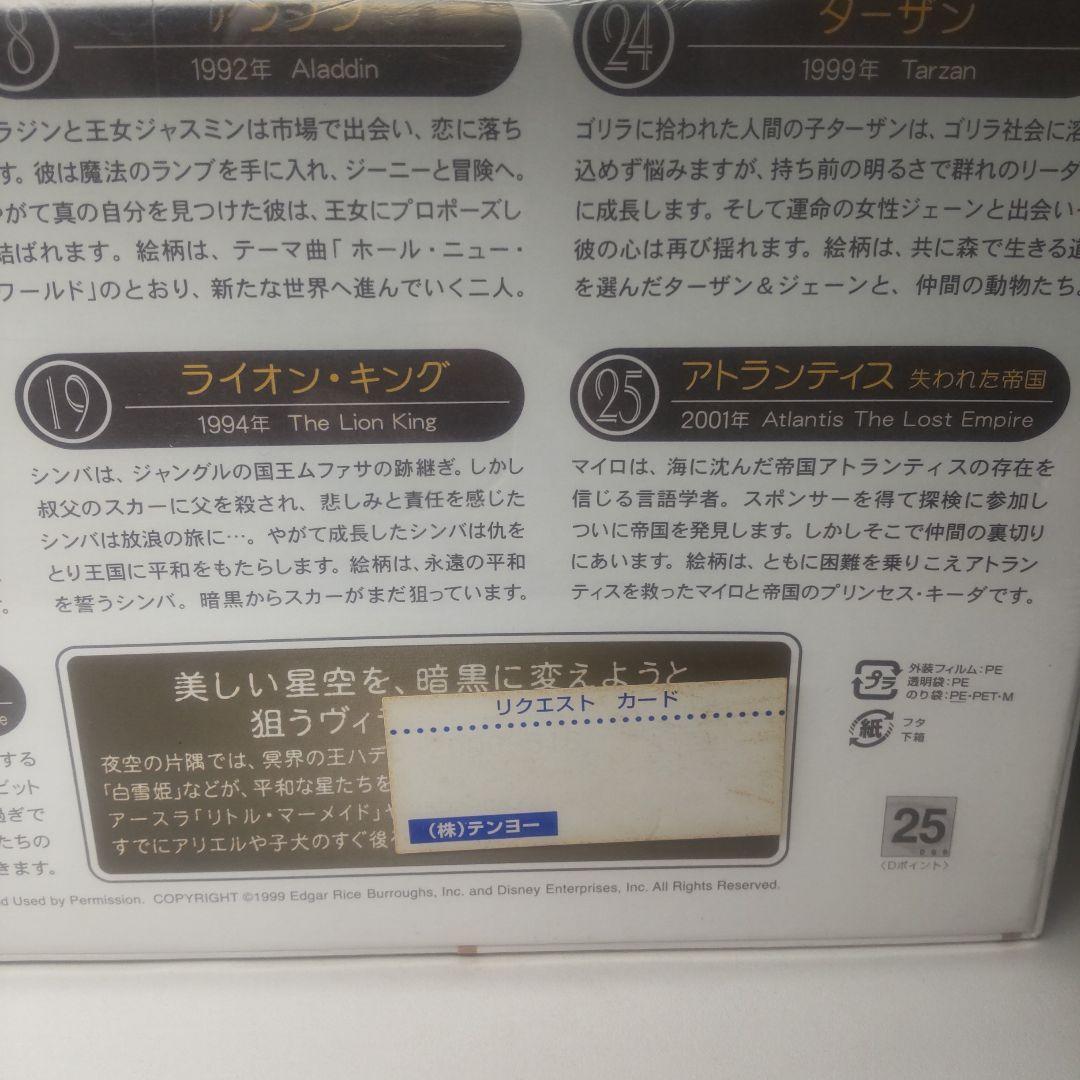 8
アラジン
1992年 Aladdin
ラジンと王女ジャスミンは市場で出会い、恋に落ち
す。彼は魔法のランプを手に入れ、ジーニーと冒険へ。
やがて真の自分を見つけた彼は、王女にプロポーズし
結ばれます。絵柄は、テーマ曲「ホール・ニュー・
ワールド」のとおり、新たな世界へ進んでいく二人。
19
ライオン・キング
1994年 The Lion King
シンバは、ジャングルの国王ムファサの跡継ぎ。しかし
叔父のスカーに父を殺され、悲しみと責任を感じた
シンバは放浪の旅に…。やがて成長したシンバは仇を
とり王国に平和をもたらします。絵柄は、永遠の平和
を誓うシンバ。暗黒からスカーがまだ狙っています。
24
ターザン
1999年 Tarzan
ゴリラに拾われた人間の子ターザンは、ゴリラ社会に溶
込めず悩みますが、持ち前の明るさで群れのリーダ
に成長します。そして運命の女性ジェーンと出会い
彼の心は再び揺れます。絵柄は、共に森で生きる道
を選んだターザン＆ジェーンと、仲間の動物たち。
25
アトランティス 失われた帝国
2001年 Atlantis The Lost Empire
マイロは、海に沈んだ帝国アトランティスの存在を
信じる言語学者。スポンサーを得て探検に参加し
ついに帝国を発見します。しかしそこで仲間の裏切り
にあいます。絵柄は、ともに困難を乗りこえアトラン
ティスを救ったマイロと帝国のプリンセス・キーダです。
す。
e
する
ビット
過ぎで
たちの
きます。
美しい星空を、暗黒に変えようと
狙うヴィ
夜空の片隅では、冥界の王ハデ
「白雪姫」などが、平和な星たちを
アースラ「リトル・マーメイド」や
すでにアリエルや子犬のすぐ後
リクエスト カード
(株)テンヨー
プラ
外装フィルム：PE
透明袋：PE
のり袋：PE・PET・M
紙
フタ
下箱
25
〈Dポイント〉
d Used by Permission. COPYRIGHT ©1999 Edgar Rice Burroughs, Inc. and Disney Enterprises, Inc. All Rights Reserved.